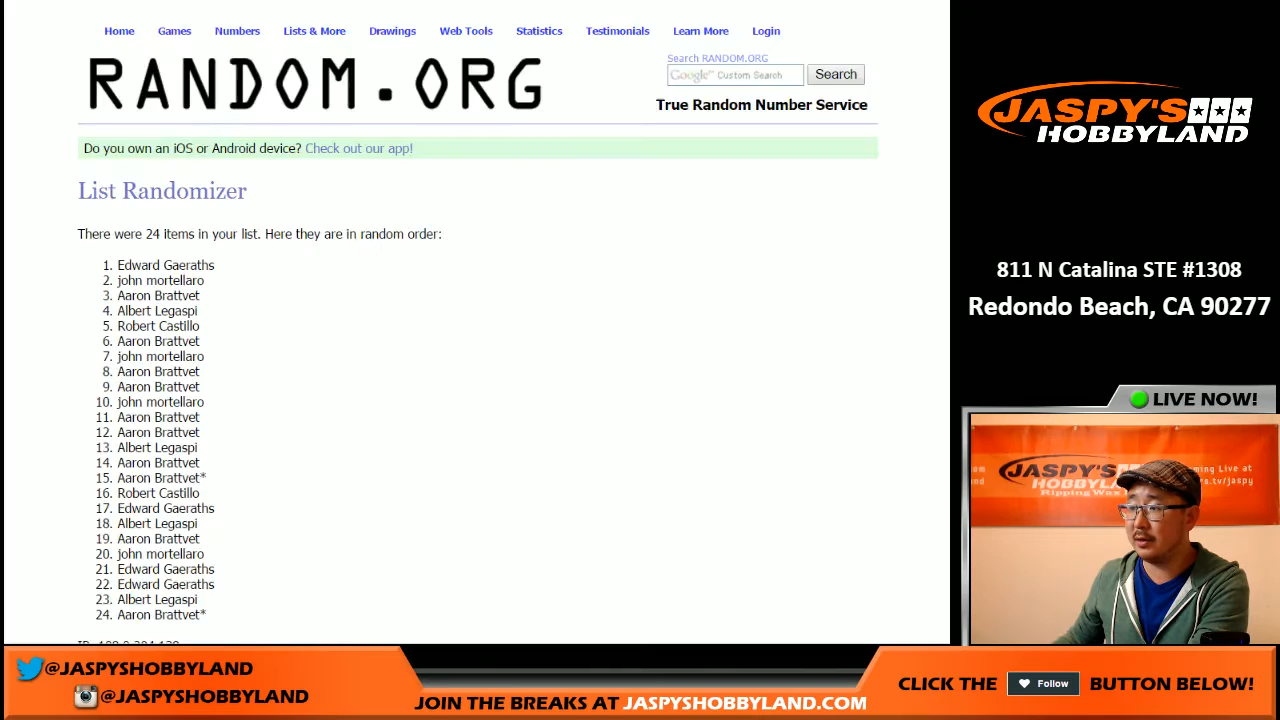 Home Games Numbers Lists & More Drawings Web Tools Statistics Testimonials Learn More Login
RANDOM.ORG
Search RANDOM.ORG
Google™ Custom Search Search
True Random Number Service
Do you own an iOS or Android device? Check out our app!
List Randomizer
There were 24 items in your list. Here they are in random order:
1. Edward Gaeraths
2. john mortellaro
3. Aaron Brattvet
4. Albert Legaspi
5. Robert Castillo
6. Aaron Brattvet
7. john mortellaro
8. Aaron Brattvet
9. Aaron Brattvet
10. john mortellaro
11. Aaron Brattvet
12. Aaron Brattvet
13. Albert Legaspi
14. Aaron Brattvet
15. Aaron Brattvet*
16. Robert Castillo
17. Edward Gaeraths
18. Albert Legaspi
19. Aaron Brattvet
20. john mortellaro
21. Edward Gaeraths
22. Edward Gaeraths
23. Albert Legaspi
24. Aaron Brattvet*
JASPY'S
HOBBYLAND
811 N Catalina STE #1308
Redondo Beach, CA 90277
LIVE NOW!
JASPY'S
HOBBYLAND
@JASPYSHOBBYLAND
@JASPYSHOBBYLAND
JOIN THE BREAKS AT JASPYSHOBBYLAND.COM
CLICK THE Follow BUTTON BELOW!